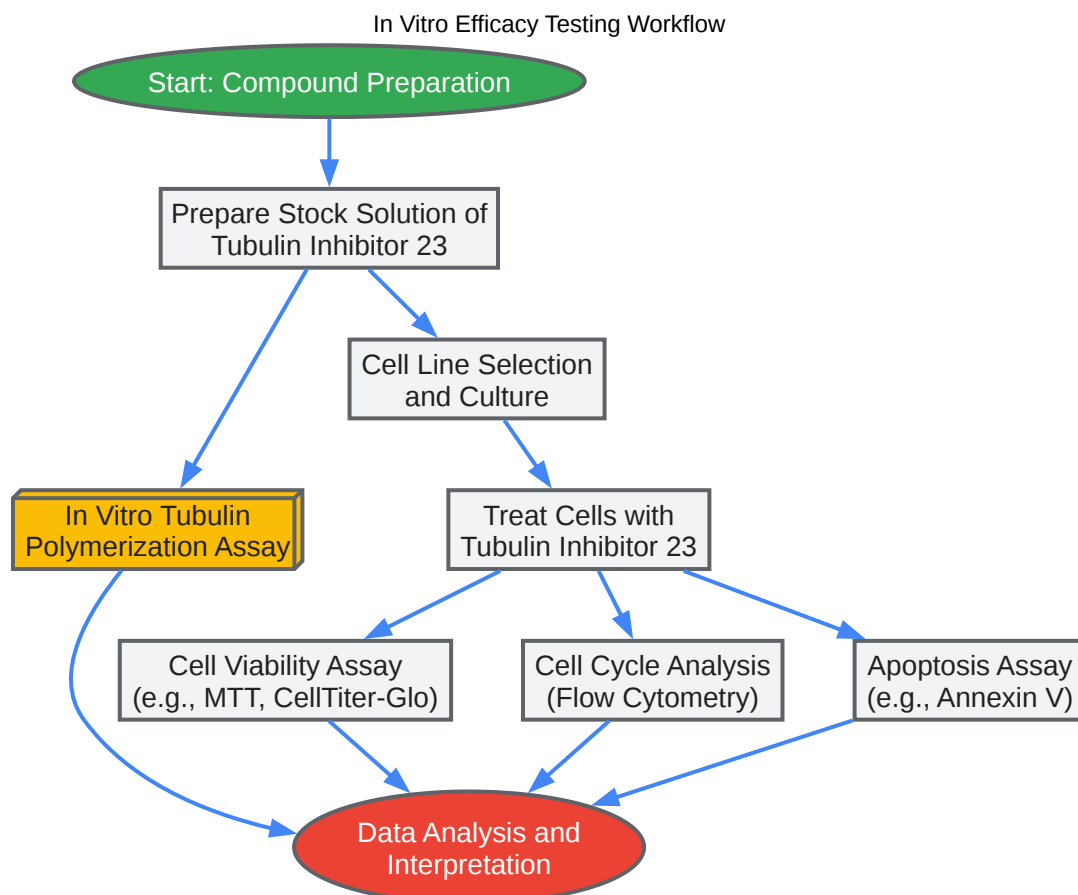 In Vitro Efficacy Testing Workflow
Start: Compound Preparation
Prepare Stock Solution of
Tubulin Inhibitor 23
Cell Line Selection
and Culture
In Vitro Tubulin
Polymerization Assay
Treat Cells with
Tubulin Inhibitor 23
Cell Viability Assay
(e.g., MTT, CellTiter-Glo)
Cell Cycle Analysis
(Flow Cytometry)
Apoptosis Assay
(e.g., Annexin V)
Data Analysis and
Interpretation